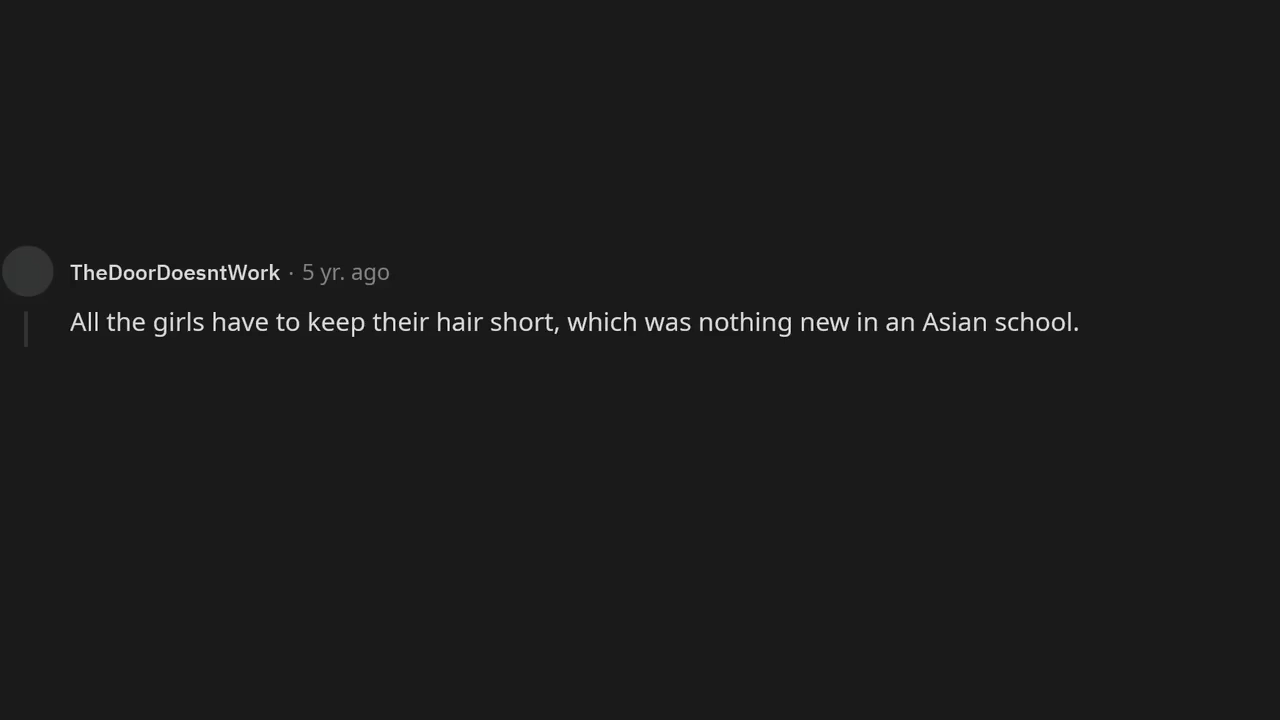 TheDoorDoesntWork · 5 yr. ago
All the girls have to keep their hair short, which was nothing new in an Asian school.